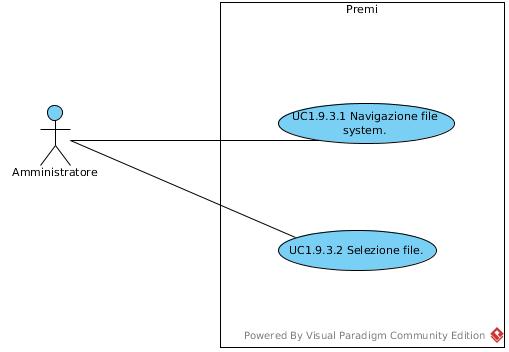 Premi
UC1.9.3.1 Navigazione file
system.
Amministratore
UC1.9.3.2 Selezione file.
Powered By Visual Paradigm Community Edition